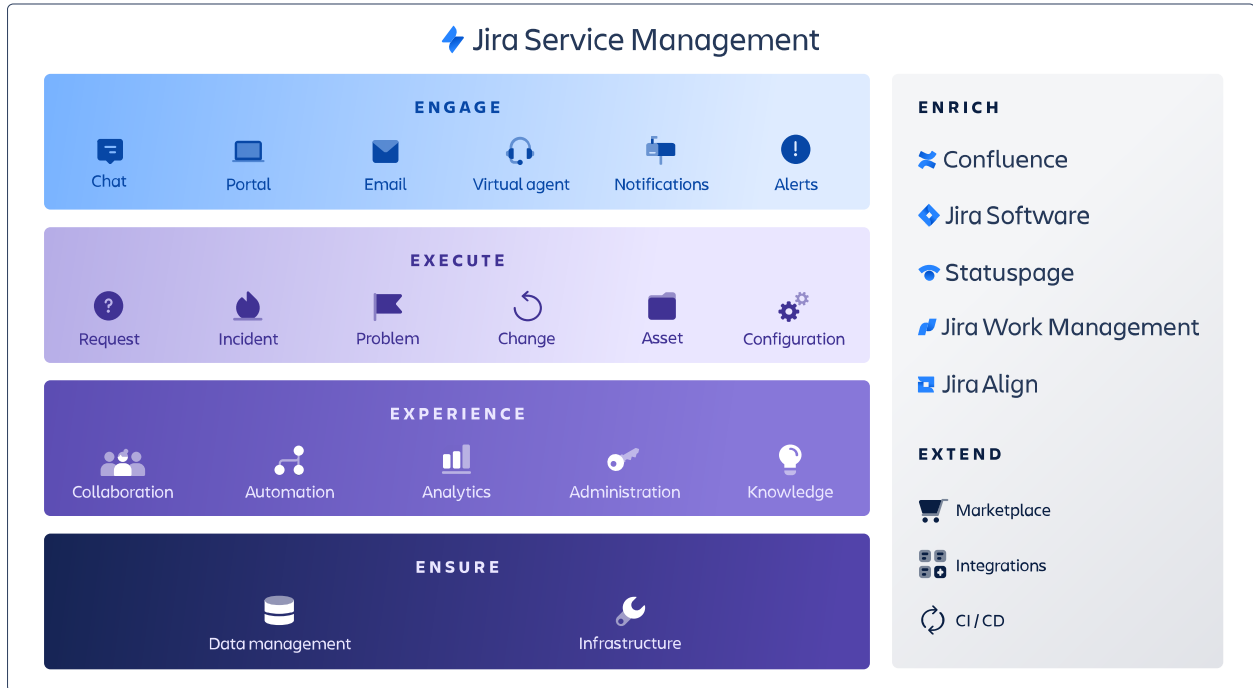 Jira Service Management
ENGAGE
Chat
Portal
Email
Virtual agent
Notifications
Alerts
EXECUTE
Request
Incident
Problem
Change
Asset
Configuration
EXPERIENCE
Collaboration
Automation
Analytics
Administration
Knowledge
ENSURE
Data management
Infrastructure
ENRICH
Confluence
Jira Software
Statuspage
Jira Work Management
Jira Align
EXTEND
Marketplace
Integrations
CI/CD